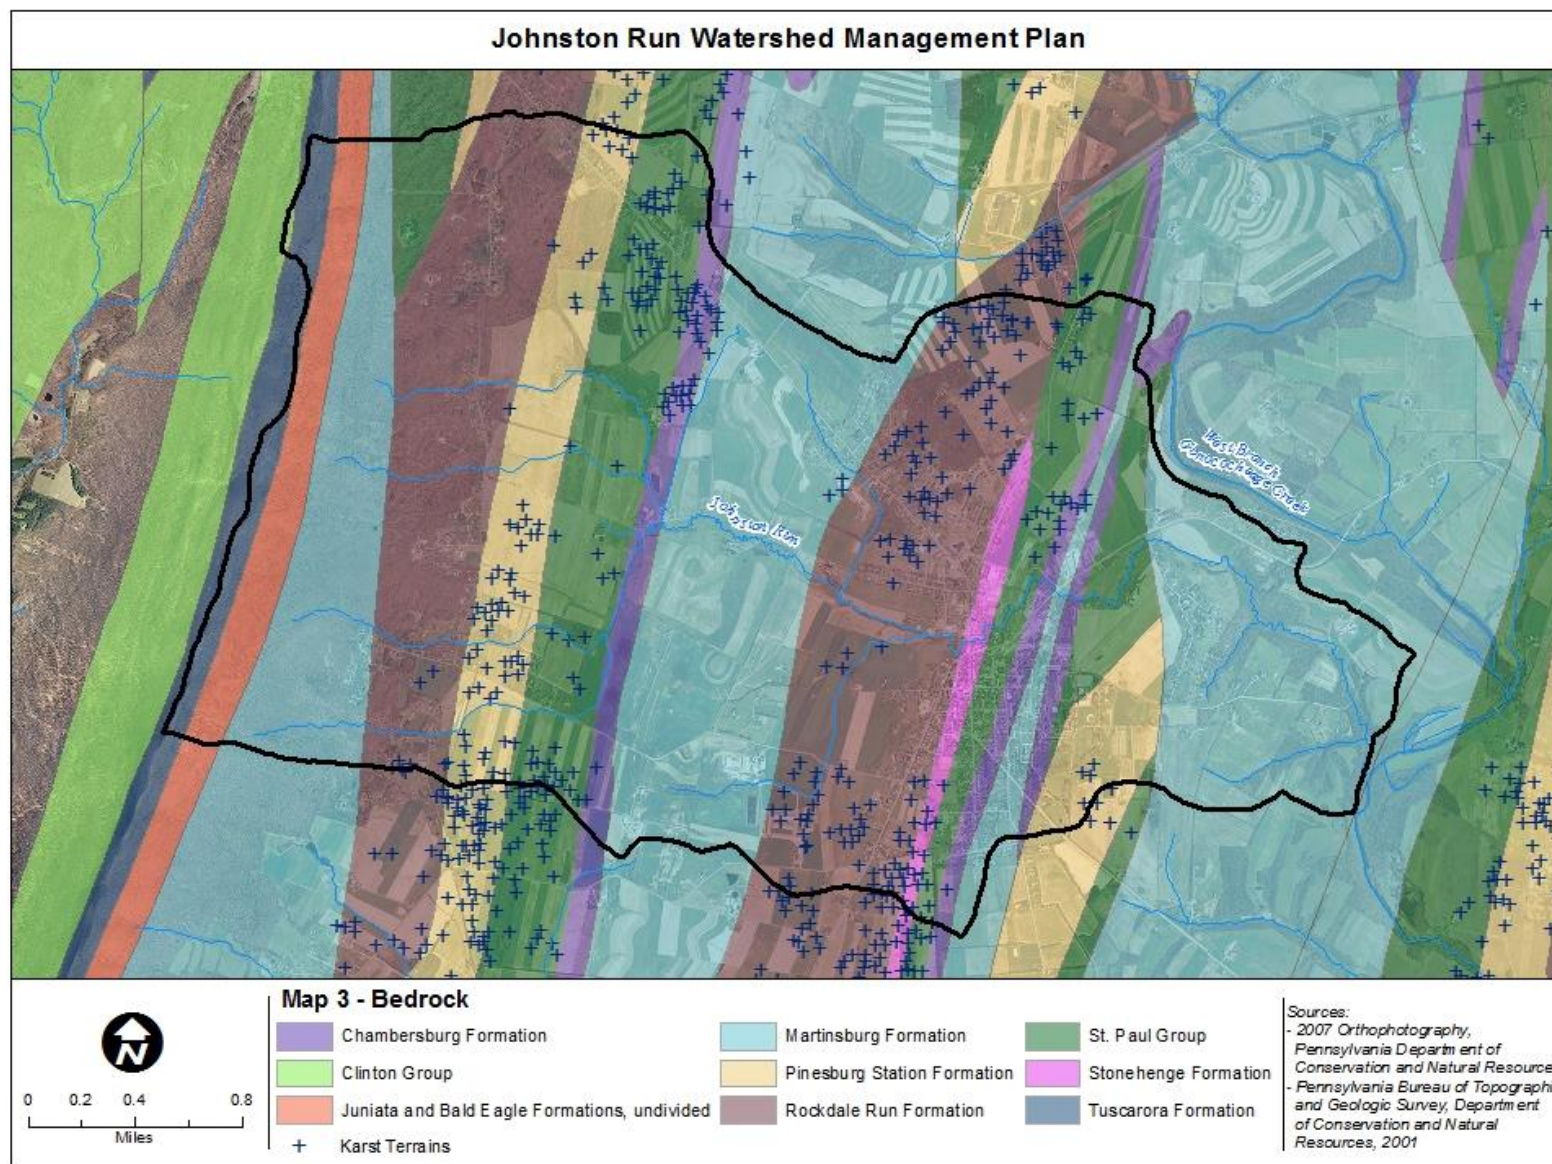 Johnston Run Watershed Management Plan
West Branch
Conococheague Creek
Johnston Run
Map 3 - Bedrock
Chambersburg Formation
Clinton Group
Juniata and Bald Eagle Formations, undivided
Karst Terrains
Martinsburg Formation
Pinesburg Station Formation
Rockdale Run Formation
St. Paul Group
Stonehenge Formation
Tuscarora Formation
N
0 0.2 0.4 0.8
Miles
Sources:
- 2007 Orthophotography,
Pennsylvania Department of
Conservation and Natural Resource
- Pennsylvania Bureau of Topographi
and Geologic Survey, Department
of Conservation and Natural
Resources, 2001